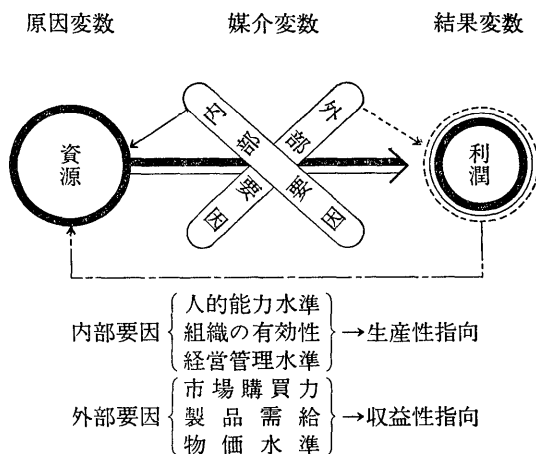 原因変数 媒介変数 結果変数
資源
内部要因
外部要因
利潤
内部要因 人的能力水準 →生産性指向
組織の有効性
経営管理水準
外部要因 市場購買力 →収益性指向
製品需給
物価水準